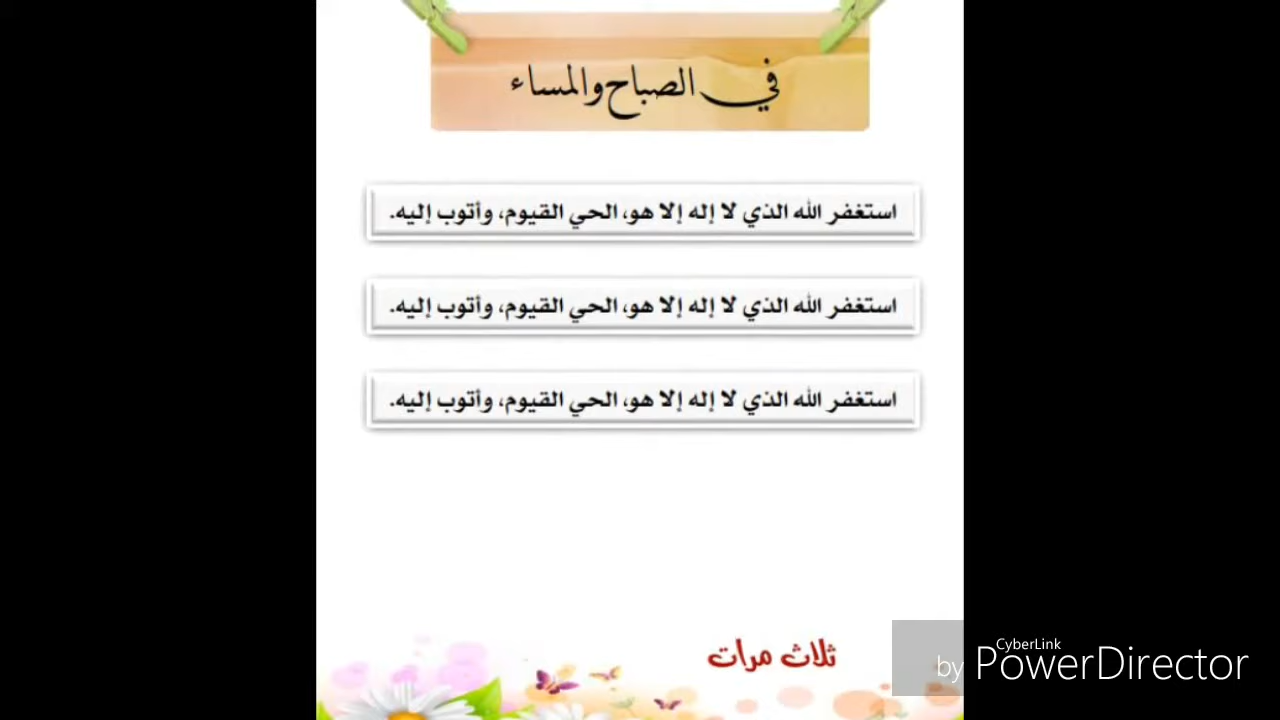 في الصباح والمساء
استغفر الله الذي لا إله إلا هو، الحي القيوم، وأتوب إليه.
استغفر الله الذي لا إله إلا هو، الحي القيوم، وأتوب إليه.
استغفر الله الذي لا إله إلا هو، الحي القيوم، وأتوب إليه.
ثلاث مرات
CyberLink
by PowerDirector